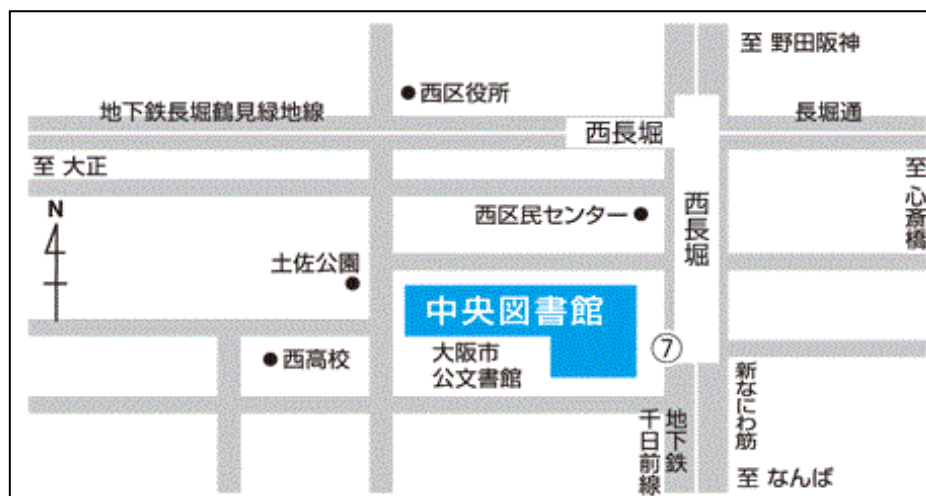 至 野田阪神
西区役所
地下鉄長堀鶴見緑地線
長堀通
西長堀
至 大正
至 心斎橋
N
西区民センター
西長堀
土佐公園
中央図書館
大阪市
公文書館
⑦
西高校
新なにわ筋
地下鉄
千日前線
至 なんば